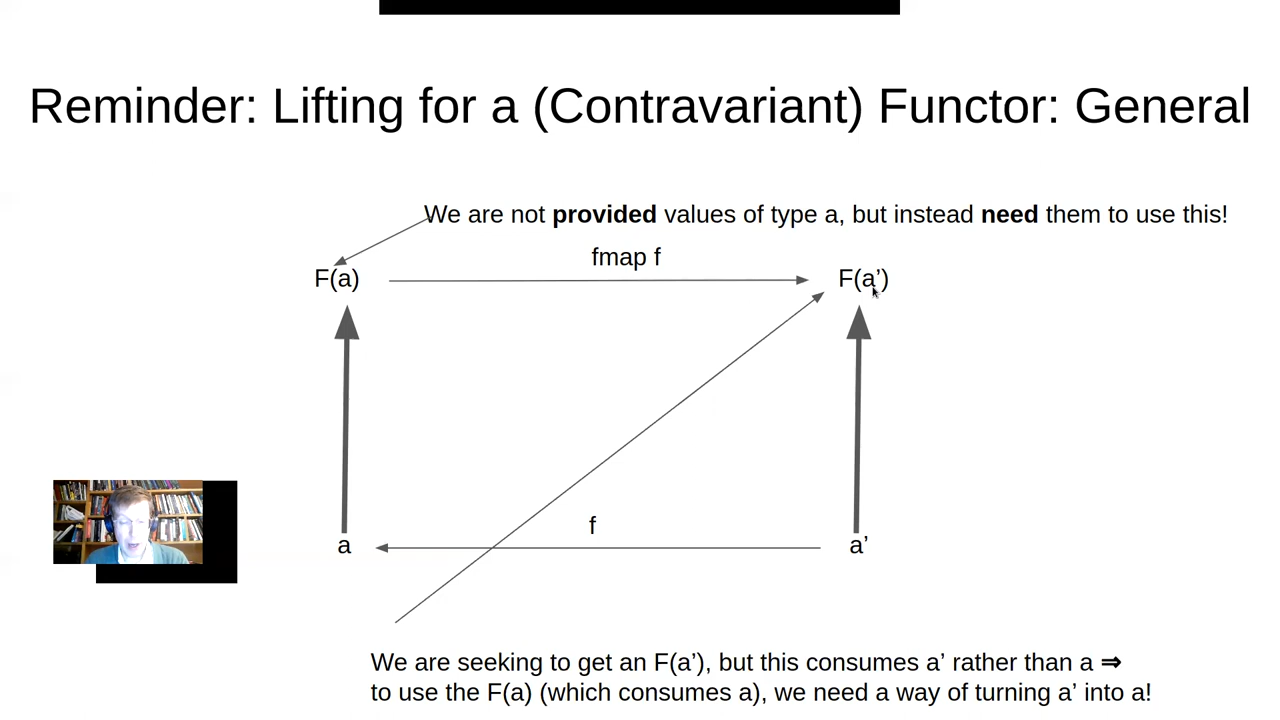 Reminder: Lifting for a (Contravariant) Functor: General
We are not provided values of type a, but instead need them to use this!
fmap f
F(a)
F(a’)
f
a
a’
We are seeking to get an F(a’), but this consumes a’ rather than a ⇒
to use the F(a) (which consumes a), we need a way of turning a’ into a!